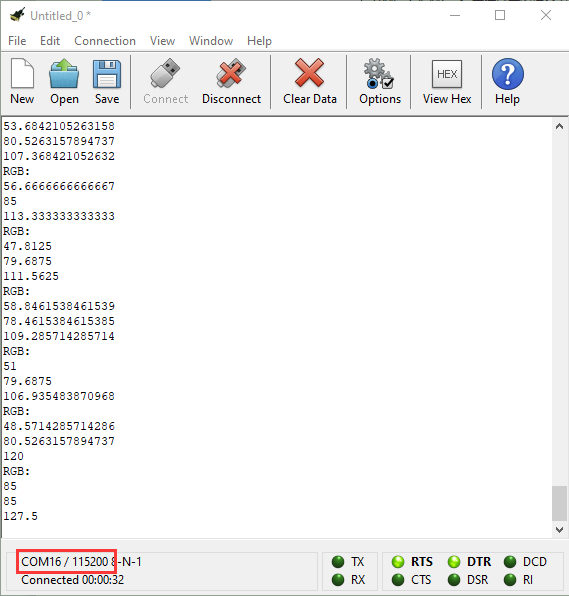 Untitled_0 *
File Edit Connection View Window Help
HEX
New Open Save Connect Disconnect Clear Data Options View Hex Help
53.6842105263158
80.5263157894737
107.368421052632
RGB:
56.6666666666667
85
113.333333333333
RGB:
47.8125
79.6875
111.5625
RGB:
58.8461538461539
78.4615384615385
109.285714285714
RGB:
51
79.6875
106.935483870968
RGB:
48.5714285714286
80.5263157894737
120
RGB:
85
85
127.5
COM16 / 115200 8-N-1
Connected 00:00:32
TX RTS DTR DCD
RX CTS DSR RI